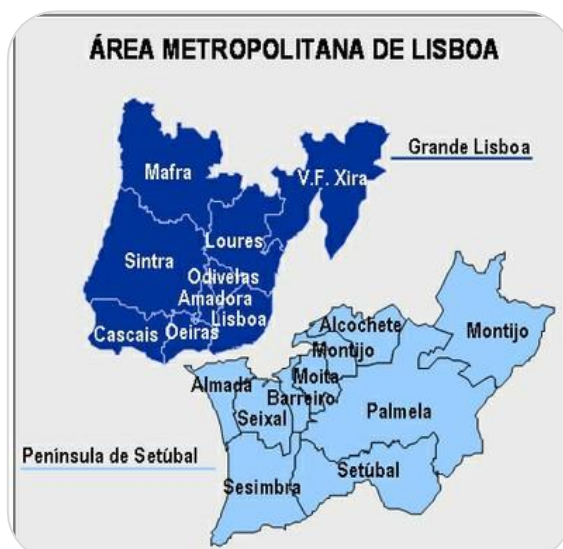 ÁREA METROPOLITANA DE LISBOA
Grande Lisboa
Mafra
V.F. Xira
Loures
Sintra
Odivelas
Amadora
Lisboa
Cascais
Oeiras
Alcochete
Montijo
Montijo
Almada
Moita
Barreiro
Seixal
Palmela
Península de Setúbal
Setúbal
Sesimbra